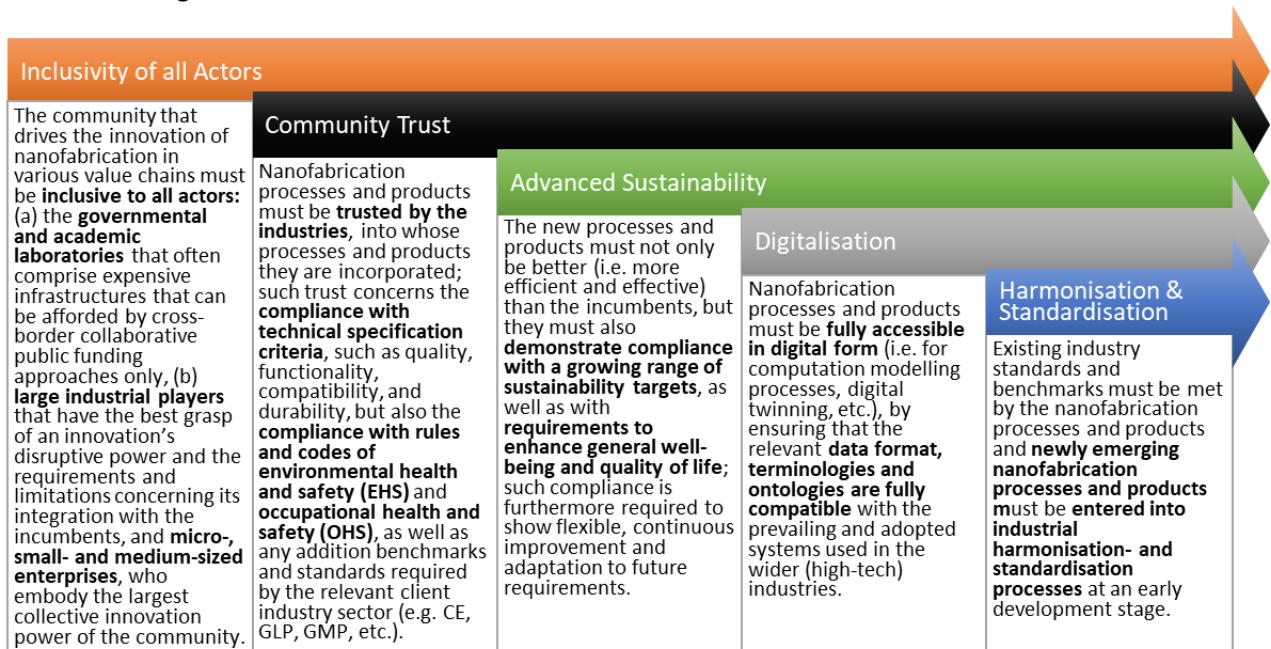 Inclusivity of all Actors
The community that
drives the innovation of
nanofabrication in
various value chains must
be inclusive to all actors:
(a) the governmental
and academic
laboratories that often
comprise expensive
infrastructures that can
be afforded by cross-
border collaborative
public funding
approaches only, (b)
large industrial players
that have the best grasp
of an innovation's
disruptive power and the
requirements and
limitations concerning its
integration with the
incumbents, and micro-,
small- and medium-sized
enterprises, who
embody the largest
collective innovation
power of the community.
Community Trust
Nanofabrication
processes and products
must be trusted by the
industries, into whose
processes and products
they are incorporated;
such trust concerns the
compliance with
technical specification
criteria, such as quality,
functionality,
compatibility, and
durability, but also the
compliance with rules
and codes of
environmental health
and safety (EHS) and
occupational health and
safety (OHS), as well as
any addition benchmarks
and standards required
by the relevant client
industry sector (e.g. CE,
GLP, GMP, etc.).
Advanced Sustainability
The new processes and
products must not only
be better (i.e. more
efficient and effective)
than the incumbents, but
they must also
demonstrate compliance
with a growing range of
sustainability targets, as
well as with
requirements to
enhance general well-
being and quality of life;
such compliance is
furthermore required to
show flexible, continuous
improvement and
adaptation to future
requirements.
Digitalisation
Nanofabrication
processes and products
must be fully accessible
in digital form (i.e. for
computation modelling
processes, digital
twinning, etc.), by
ensuring that the
relevant data format,
terminologies and
ontologies are fully
compatible with the
prevailing and adopted
systems used in the
wider (high-tech)
industries.
Harmonisation &
Standardisation
Existing industry
standards and
benchmarks must be met
by the nanofabrication
processes and products
and newly emerging
nanofabrication
processes and products
must be entered into
industrial
harmonisation- and
standardisation
processes at an early
development stage.